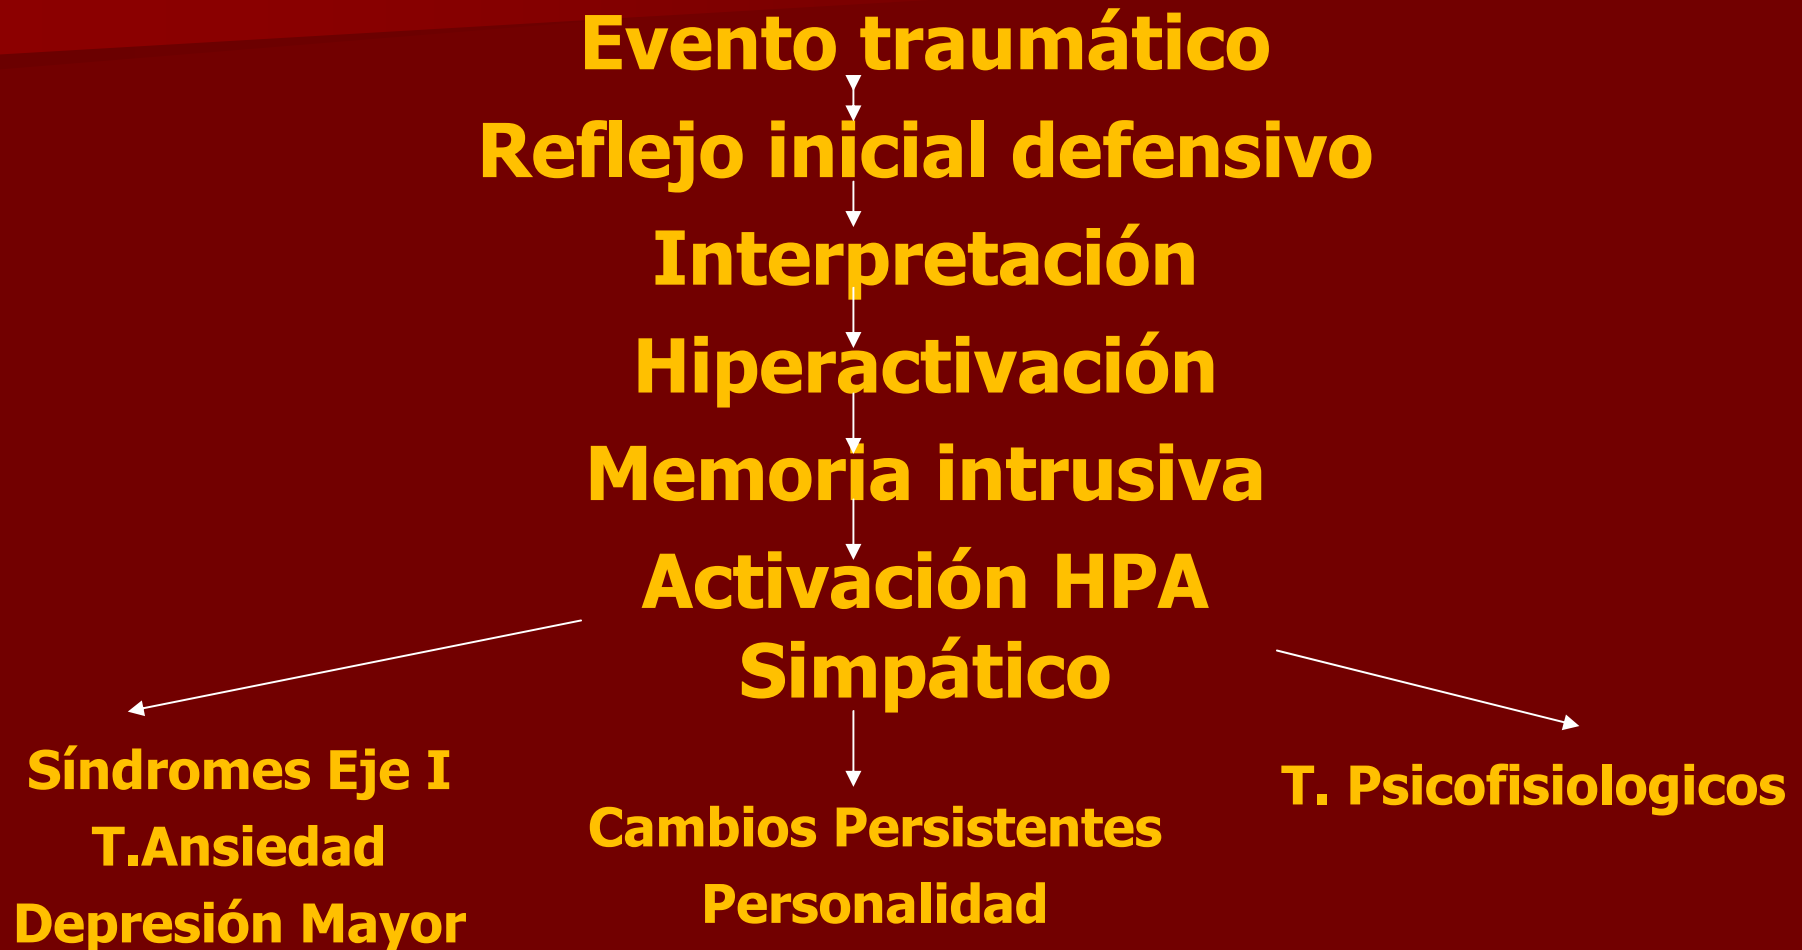 Evento traumático
Reflejo inicial defensivo
Interpretación
Hiperactivación
Memoria intrusiva
Activación HPA
Simpático
Síndromes Eje I
T.Ansiedad
Depresión Mayor
Cambios Persistentes
Personalidad
T. Psicofisiologicos